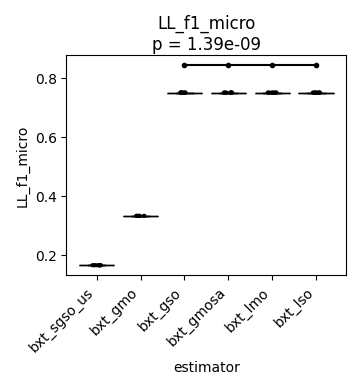 LL_f1_micro
p = 1.39e-09
LL_f1_micro
0.8
0.6
0.4
0.2
bxt_sgso_us
bxt_gmo
bxt_gso
bxt_gmosa
bxt_lmo
bxt_lso
estimator